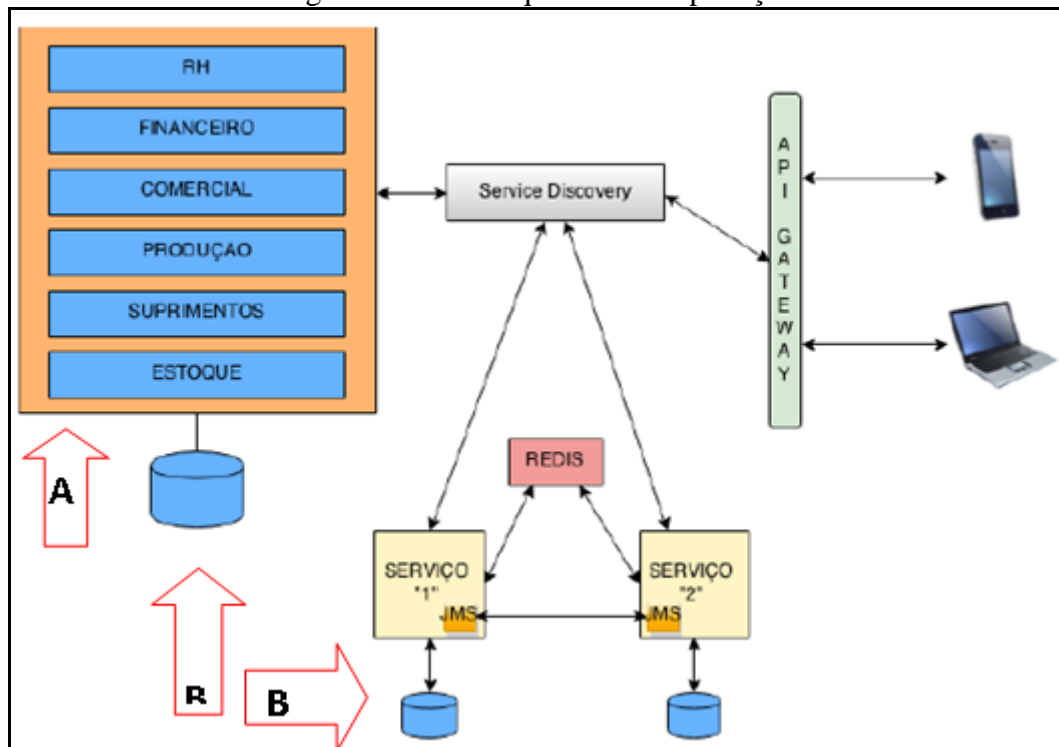 RH
FINANCEIRO
COMERCIAL
PRODUÇAO
SUPRIMENTOS
ESTOQUE
Service Discovery
API GATEWAY
REDIS
A
SERVIÇO
"1"
JMS
SERVIÇO
"2"
JMS
B
B